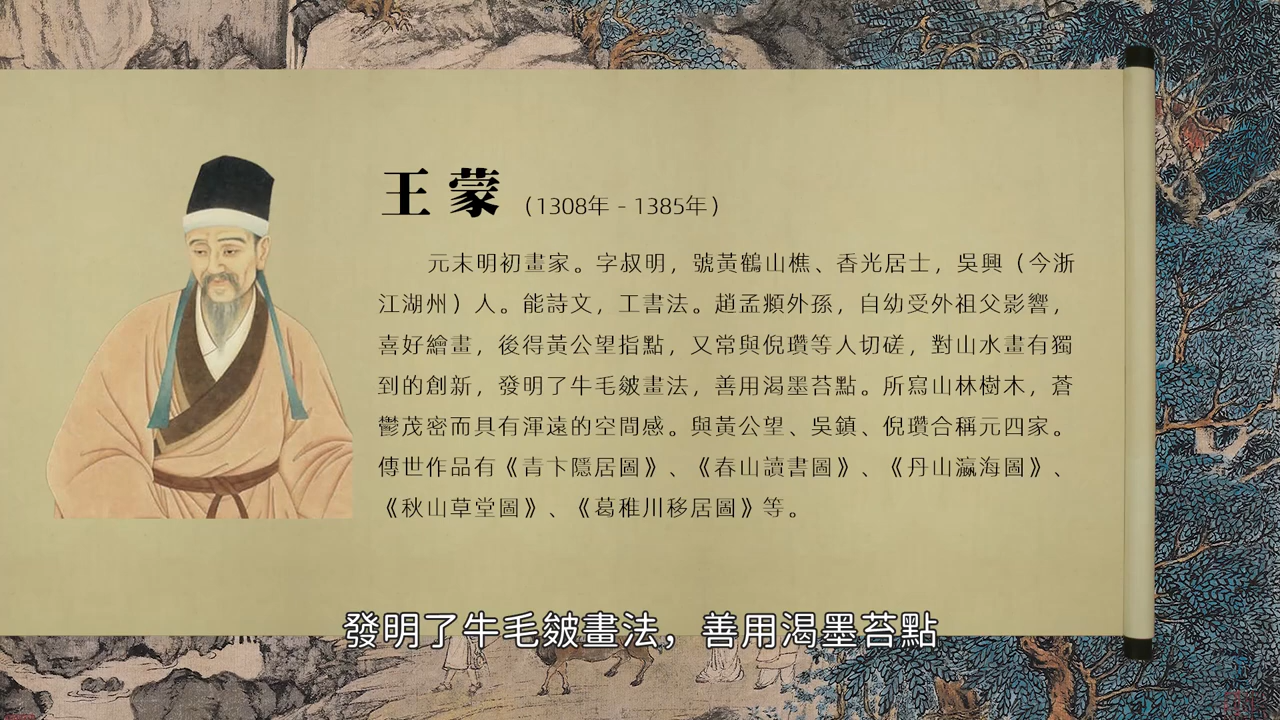 王蒙（1308年 - 1385年）
元末明初畫家。字叔明，號黃鶴山樵、香光居士，吳興（今浙
江湖州）人。能詩文，工書法。趙孟頫外孫，自幼受外祖父影響，
喜好繪畫，後得黃公望指點，又常與倪瓚等人切磋，對山水畫有獨
到的創新，發明了牛毛皴畫法，善用渴墨苔點。所寫山林樹木，蒼
鬱茂密而具有渾遠的空間感。與黃公望、吳鎮、倪瓚合稱元四家。
傳世作品有《青卞隱居圖》、《春山讀書圖》、《丹山瀛海圖》、
《秋山草堂圖》、《葛稚川移居圖》等。
發明了牛毛皴畫法，善用渴墨苔點